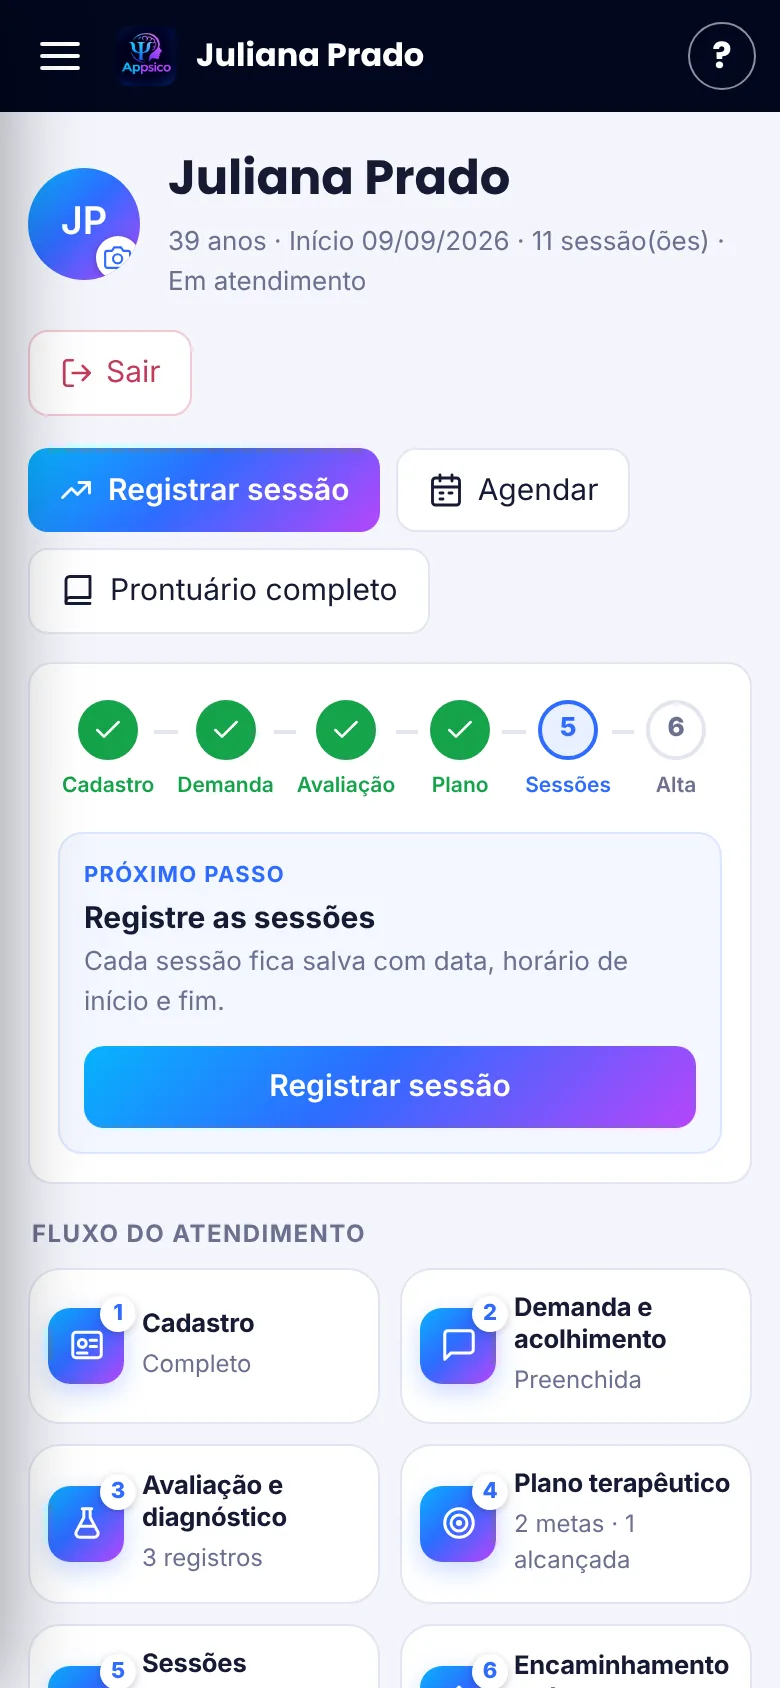 Appsico
Juliana Prado
?
Juliana Prado
JP
39 anos · Início 09/09/2026 · 11 sessão(ões) ·
Em atendimento
Sair
Registrar sessão
Agendar
Prontuário completo
5
6
Cadastro
Demanda
Avaliação
Plano
Sessões
Alta
PRÓXIMO PASSO
Registre as sessões
Cada sessão fica salva com data, horário de
início e fim.
Registrar sessão
FLUXO DO ATENDIMENTO
1
Cadastro
Completo
2
Demanda e
acolhimento
Preenchida
3
Avaliação e
diagnóstico
3 registros
4
Plano terapêutico
2 metas · 1
alcançada
5
Sessões
6
Encaminhamento